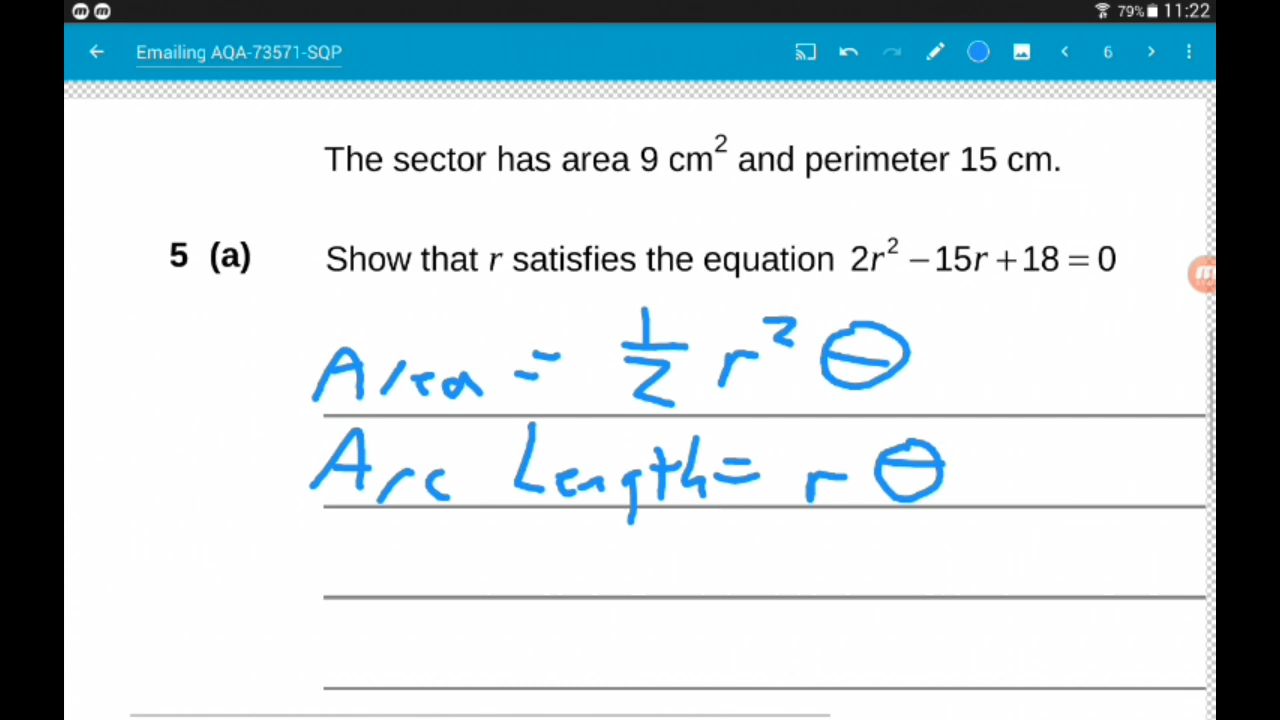 79% 11:22
Emailing AQA-73571-SQP 6
The sector has area 9 cm² and perimeter 15 cm.
5 (a) Show that r satisfies the equation 2r² − 15r + 18 = 0
Area = 1/2 r² θ
Arc Length = r θ